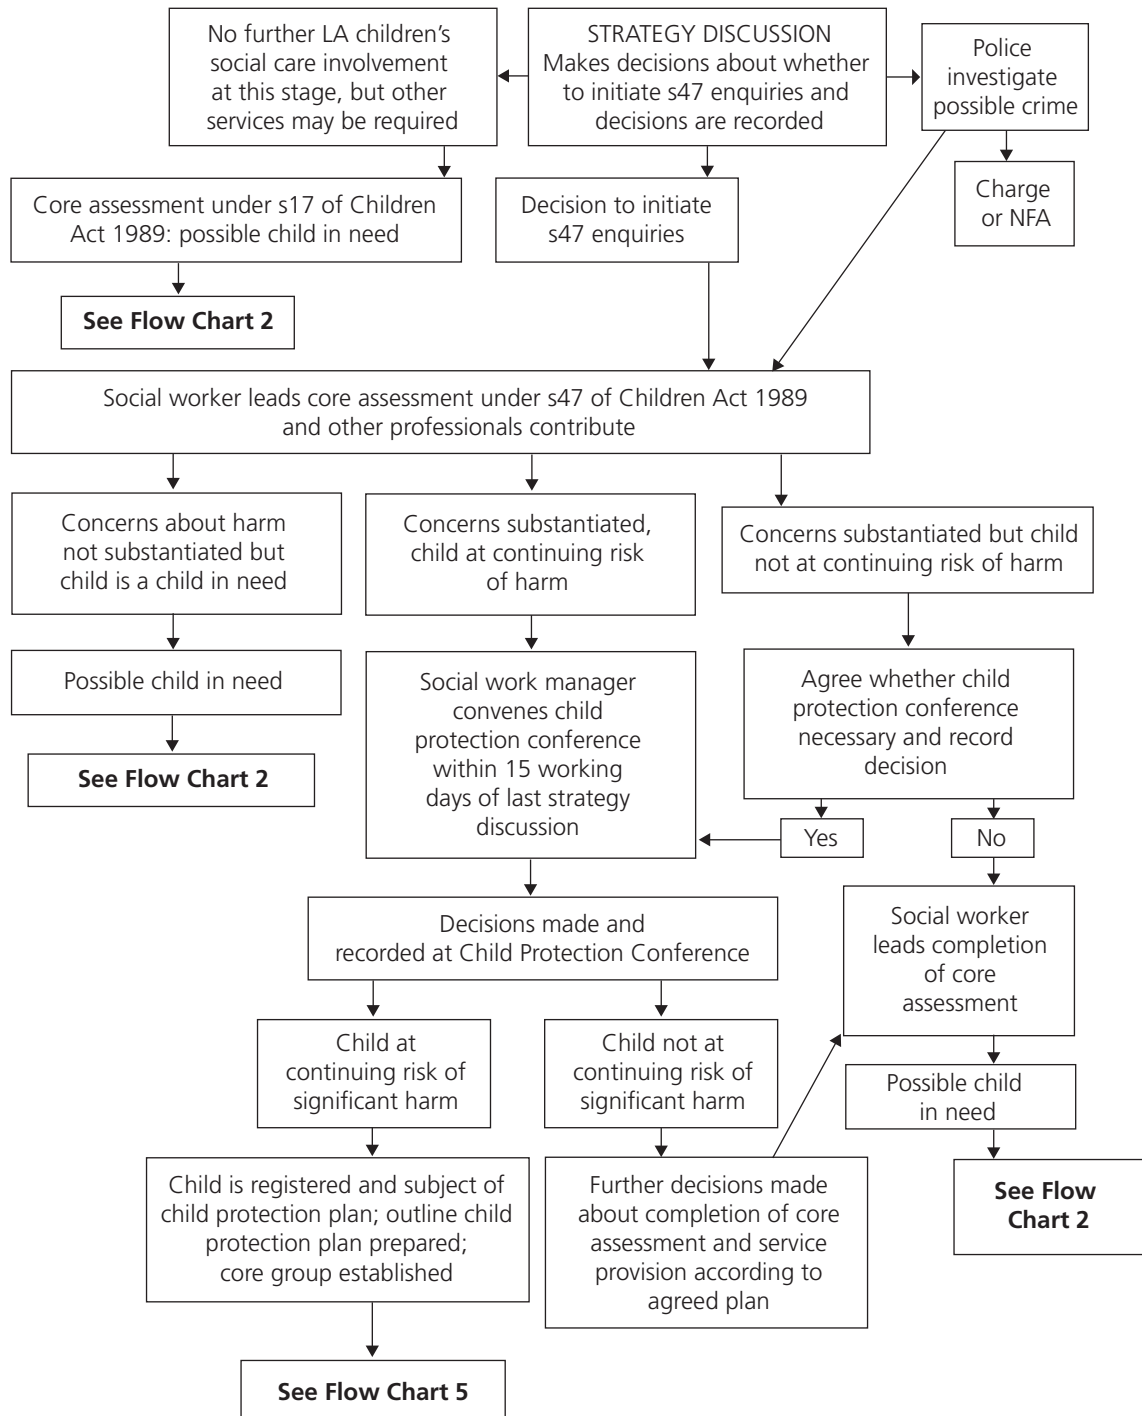 No further LA children’s
social care involvement
at this stage, but other
services may be required
STRATEGY DISCUSSION
Makes decisions about whether
to initiate s47 enquiries and
decisions are recorded
Police
investigate
possible crime
Core assessment under s17 of Children
Act 1989: possible child in need
Decision to initiate
s47 enquiries
Charge
or NFA
See Flow Chart 2
Social worker leads core assessment under s47 of Children Act 1989
and other professionals contribute
Concerns about harm
not substantiated but
child is a child in need
Concerns substantiated,
child at continuing risk
of harm
Concerns substantiated but child
not at continuing risk of harm
Possible child in need
Social work manager
convenes child
protection conference
within 15 working
days of last strategy
discussion
Agree whether child
protection conference
necessary and record
decision
See Flow Chart 2
Yes
No
Decisions made and
recorded at Child Protection Conference
Social worker
leads completion
of core
assessment
Child at
continuing risk of
significant harm
Child not at
continuing risk of
significant harm
Possible child
in need
Child is registered and subject of
child protection plan; outline child
protection plan prepared;
core group established
Further decisions made
about completion of core
assessment and service
provision according to
agreed plan
See Flow
Chart 2
See Flow Chart 5